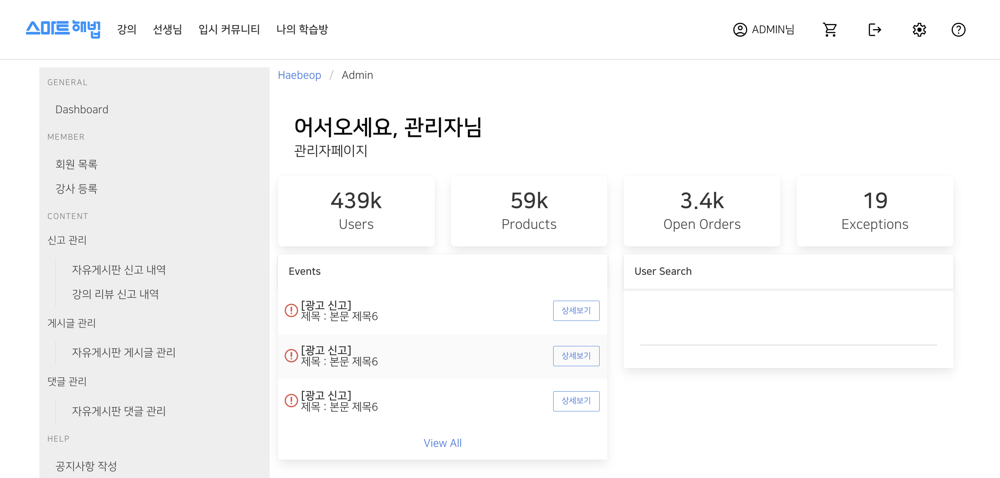 스마트해법 강의 선생님 입시 커뮤니티 나의 학습방 ADMIN님
GENERAL
Dashboard
MEMBER
회원 목록
강사 등록
CONTENT
신고 관리
자유게시판 신고 내역
강의 리뷰 신고 내역
게시글 관리
자유게시판 게시글 관리
댓글 관리
자유게시판 댓글 관리
HELP
공지사항 작성
Haebeop / Admin
어서오세요, 관리자님
관리자페이지
439k
Users
59k
Products
3.4k
Open Orders
19
Exceptions
Events
[광고 신고]
제목 : 본문 제목6
상세보기
[광고 신고]
제목 : 본문 제목6
상세보기
[광고 신고]
제목 : 본문 제목6
상세보기
View All
User Search